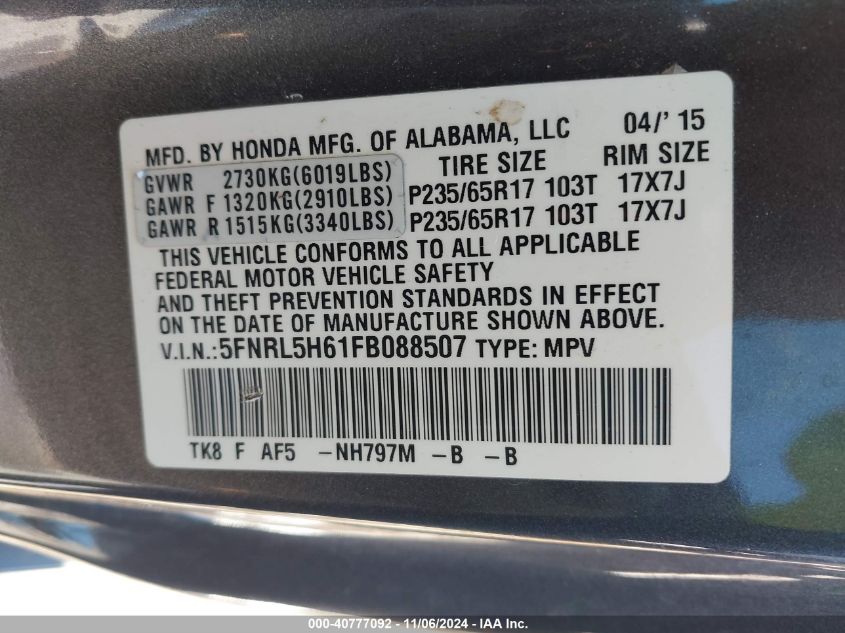 MFD. BY HONDA MFG. OF ALABAMA, LLC 04/' 15
TIRE SIZE RIM SIZE
GVWR 2730KG(6019LBS)
GAWR F 1320KG(2910LBS) P235/65R17 103T 17X7J
GAWR R 1515KG(3340LBS) P235/65R17 103T 17X7J
THIS VEHICLE CONFORMS TO ALL APPLICABLE
FEDERAL MOTOR VEHICLE SAFETY
AND THEFT PREVENTION STANDARDS IN EFFECT
ON THE DATE OF MANUFACTURE SHOWN ABOVE.
V.I.N.:5FNRL5H61FB088507 TYPE: MPV
TK8 F AF5 -NH797M -B -B
000-40777092 - 11/06/2024 - IAA Inc.